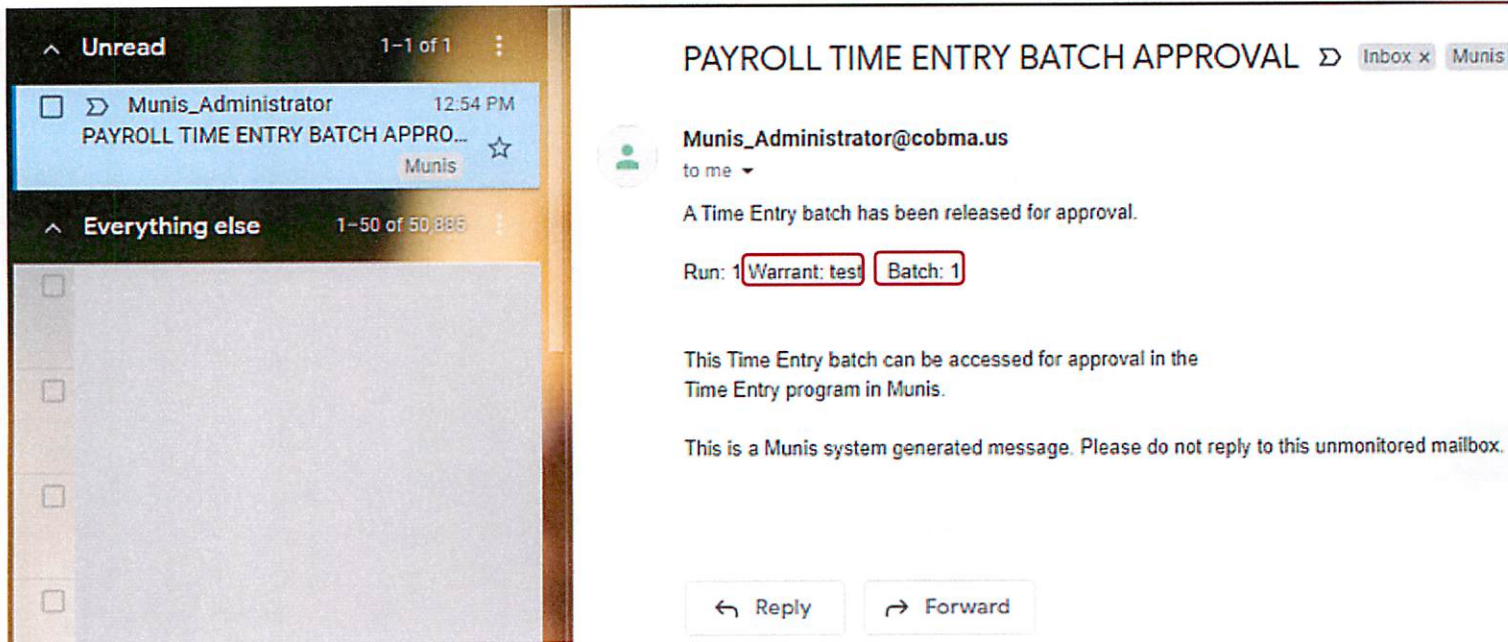 Unread 1-1 of 1
Munis_Administrator 12:54 PM
PAYROLL TIME ENTRY BATCH APPRO...
Munis
Everything else 1-50 of 50,885
PAYROLL TIME ENTRY BATCH APPROVAL Inbox x Munis
Munis_Administrator@cobma.us
to me
A Time Entry batch has been released for approval.
Run: 1 Warrant: test Batch: 1
This Time Entry batch can be accessed for approval in the
Time Entry program in Munis.
This is a Munis system generated message. Please do not reply to this unmonitored mailbox.
Reply Forward